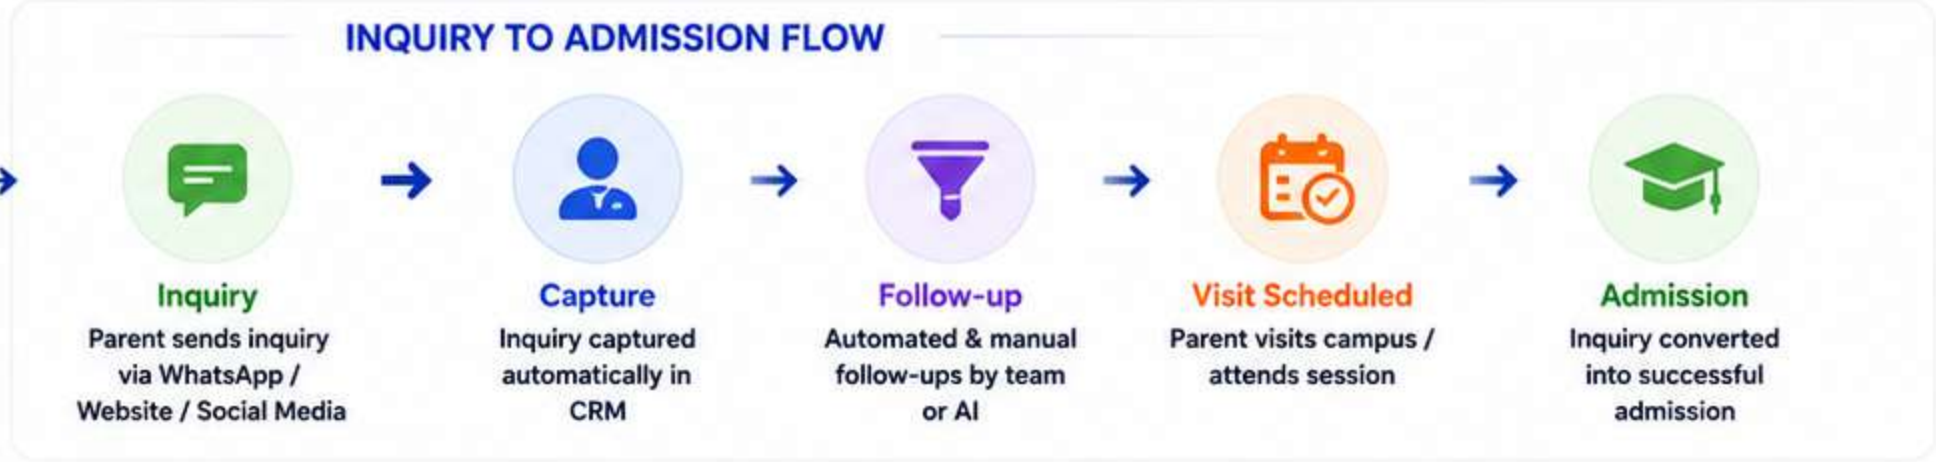 INQUIRY TO ADMISSION FLOW
Inquiry
Parent sends inquiry
via WhatsApp /
Website / Social Media
Capture
Inquiry captured
automatically in
CRM
Follow-up
Automated & manual
follow-ups by team
or AI
Visit Scheduled
Parent visits campus /
attends session
Admission
Inquiry converted
into successful
admission